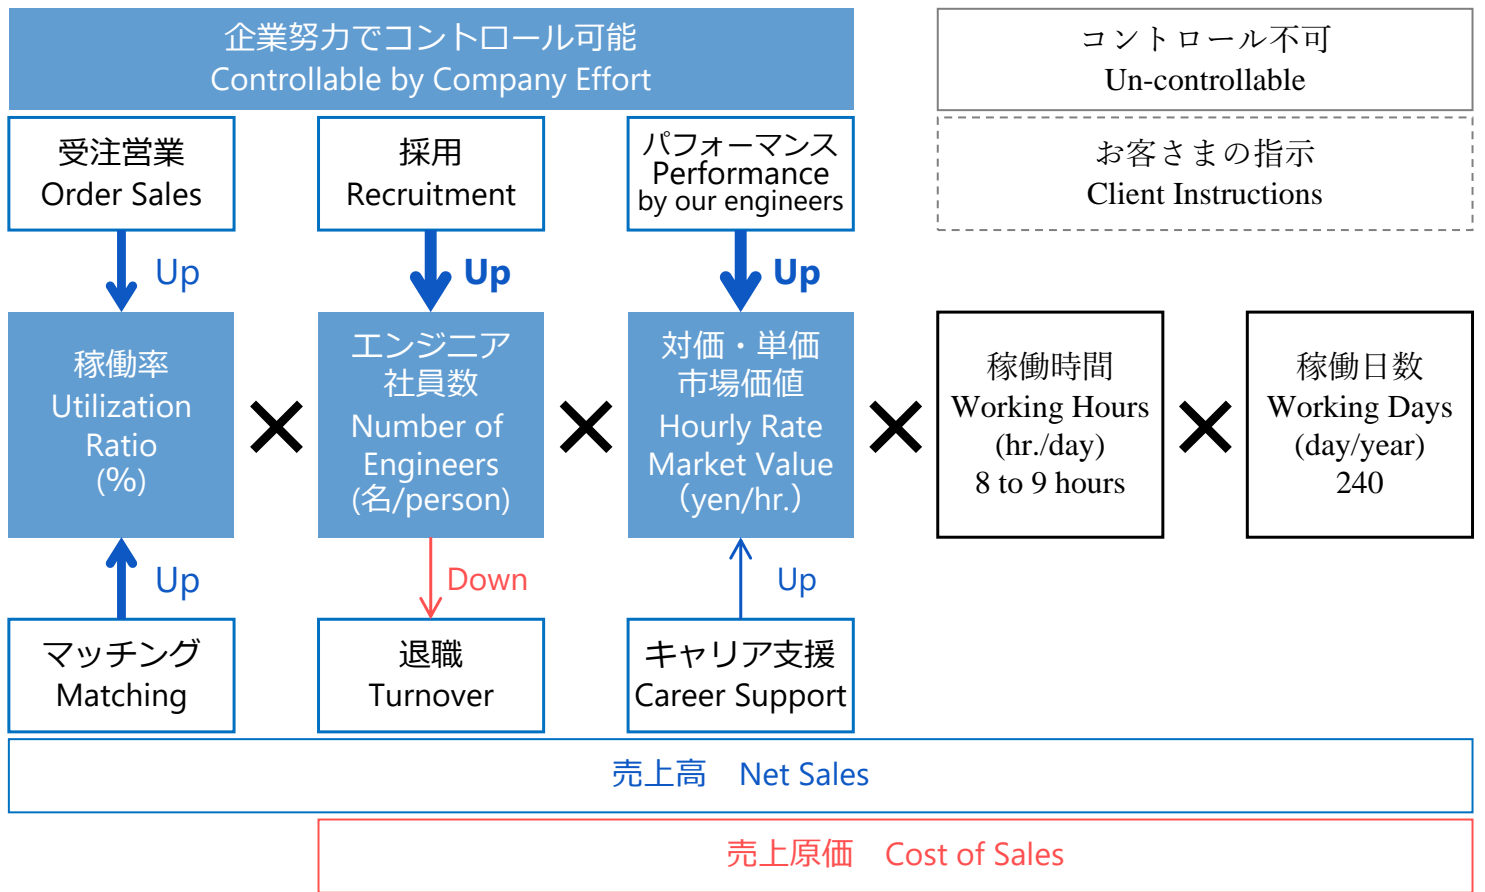 企業努力でコントロール可能
Controllable by Company Effort
コントロール不可
Un-controllable
受注営業
Order Sales
採用
Recruitment
パフォーマンス
Performance
by our engineers
お客さまの指示
Client Instructions
Up
Up
Up
稼働率
Utilization
Ratio
(%)
×
エンジニア
社員数
Number of
Engineers
(名/person)
×
対価・単価
市場価値
Hourly Rate
Market Value
（yen/hr.）
×
稼働時間
Working Hours
(hr./day)
8 to 9 hours
×
稼働日数
Working Days
(day/year)
240
Up
Down
Up
マッチング
Matching
退職
Turnover
キャリア支援
Career Support
売上高　Net Sales
売上原価　Cost of Sales